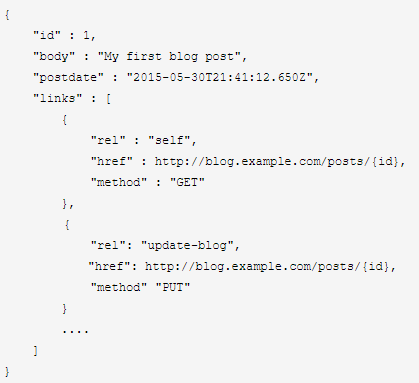 {
"id" : 1,
"body" : "My first blog post",
"postdate" : "2015-05-30T21:41:12.650Z",
"links" : [
{
"rel" : "self",
"href" : http://blog.example.com/posts/{id},
"method" : "GET"
},
{
"rel": "update-blog",
"href": http://blog.example.com/posts/{id},
"method" "PUT"
}
....
]
}